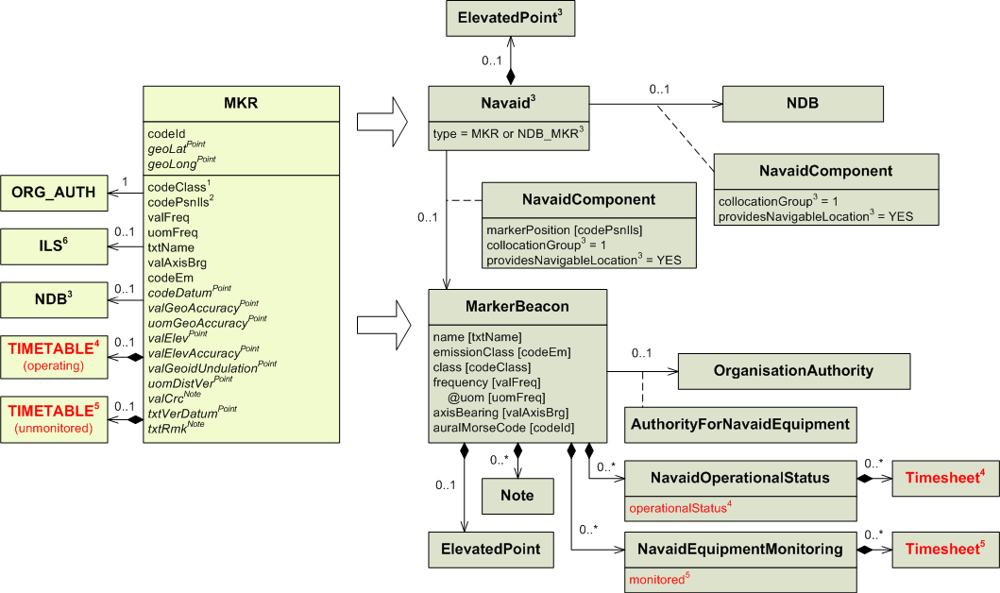 ElevatedPoint3
0..1
MKR
codeId
geoLatPoint
geoLongPoint
codeClass1
codePsnIls2
valFreq
uomFreq
txtName
valAxisBrg
codeEm
codeDatumPoint
valGeoAccuracyPoint
uomGeoAccuracyPoint
valElevPoint
valElevAccuracyPoint
valGeoidUndulationPoint
uomDistVerPoint
valCrcNote
txtVerDatumPoint
txtRmkNote
ORG_AUTH
1
ILS6
0..1
NDB3
0..1
TIMETABLE4
(operating)
0..1
TIMETABLE5
(unmonitored)
0..1
Navaid3
type = MKR or NDB_MKR3
0..1
NDB
NavaidComponent
collocationGroup3 = 1
providesNavigableLocation3 = YES
0..1
NavaidComponent
markerPosition [codePsnIls]
collocationGroup3 = 1
providesNavigableLocation3 = YES
MarkerBeacon
name [txtName]
emissionClass [codeEm]
class [codeClass]
frequency [valFreq]
@uom [uomFreq]
axisBearing [valAxisBrg]
auralMorseCode [codeId]
0..1
OrganisationAuthority
AuthorityForNavaidEquipment
0..1
ElevatedPoint
0..*
Note
0..*
NavaidOperationalStatus
operationalStatus4
0..*
Timesheet4
0..*
NavaidEquipmentMonitoring
monitored5
0..*
Timesheet5